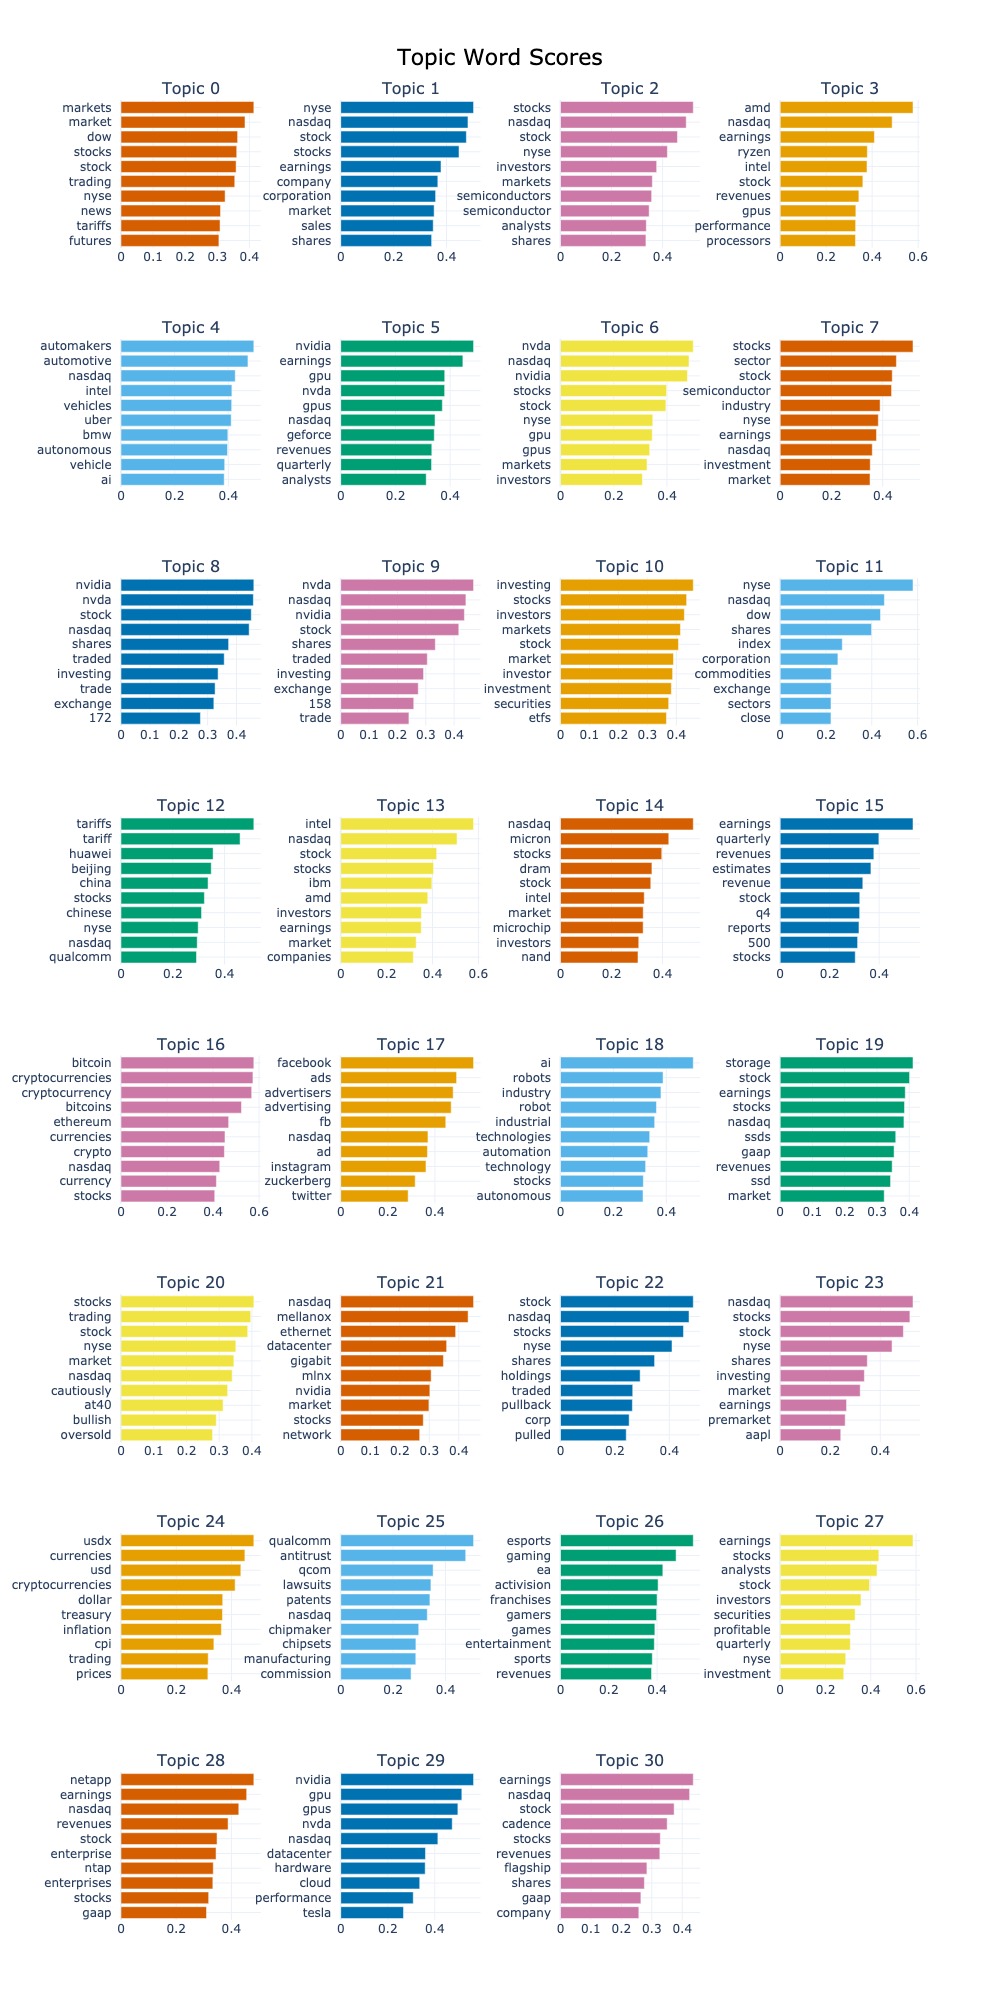 Topic Word Scores
Topic 0
markets
market
dow
stocks
stock
trading
nyse
news
tariffs
futures
0 0.1 0.2 0.3 0.4
Topic 1
nyse
nasdaq
stock
stocks
earnings
company
corporation
market
sales
shares
0 0.2 0.4
Topic 2
stocks
nasdaq
stock
nyse
investors
markets
semiconductors
semiconductor
analysts
shares
0 0.2 0.4
Topic 3
amd
nasdaq
earnings
ryzen
intel
stock
revenues
gpus
performance
processors
0 0.2 0.4 0.6
Topic 4
automakers
automotive
nasdaq
intel
vehicles
uber
bmw
autonomous
vehicle
ai
0 0.2 0.4
Topic 5
nvidia
earnings
gpu
nvda
gpus
nasdaq
geforce
revenues
quarterly
analysts
0 0.2 0.4
Topic 6
nvda
nasdaq
nvidia
stocks
stock
nyse
gpu
gpus
markets
investors
0 0.2 0.4
Topic 7
stocks
sector
stock
semiconductor
industry
nyse
earnings
nasdaq
investment
market
0 0.2 0.4
Topic 8
nvidia
nvda
stock
nasdaq
shares
traded
investing
trade
exchange
172
0 0.1 0.2 0.3 0.4
Topic 9
nvda
nasdaq
nvidia
stock
shares
traded
investing
exchange
158
trade
0 0.1 0.2 0.3 0.4
Topic 10
investing
stocks
investors
markets
stock
market
investor
investment
securities
etfs
0 0.1 0.2 0.3 0.4
Topic 11
nyse
nasdaq
dow
shares
index
corporation
commodities
exchange
sectors
close
0 0.2 0.4 0.6
Topic 12
tariffs
tariff
huawei
beijing
china
stocks
chinese
nyse
nasdaq
qualcomm
0 0.2 0.4
Topic 13
intel
nasdaq
stock
stocks
ibm
amd
investors
earnings
market
companies
0 0.2 0.4 0.6
Topic 14
nasdaq
micron
stocks
dram
stock
intel
market
microchip
investors
nand
0 0.2 0.4
Topic 15
earnings
quarterly
revenues
estimates
revenue
stock
q4
reports
500
stocks
0 0.2 0.4
Topic 16
bitcoin
cryptocurrencies
cryptocurrency
bitcoins
ethereum
currencies
crypto
nasdaq
currency
stocks
0 0.2 0.4 0.6
Topic 17
facebook
ads
advertisers
advertising
fb
nasdaq
ad
instagram
zuckerberg
twitter
0 0.2 0.4
Topic 18
ai
robots
industry
robot
industrial
technologies
automation
technology
stocks
autonomous
0 0.2 0.4
Topic 19
storage
stock
earnings
stocks
nasdaq
ssds
gaap
revenues
ssd
market
0 0.1 0.2 0.3 0.4
Topic 20
stocks
trading
stock
nyse
market
nasdaq
cautiously
at40
bullish
oversold
0 0.1 0.2 0.3 0.4
Topic 21
nasdaq
mellanox
ethernet
datacenter
gigabit
mlnx
nvidia
market
stocks
network
0 0.1 0.2 0.3 0.4
Topic 22
stock
nasdaq
stocks
nyse
shares
holdings
traded
pullback
corp
pulled
0 0.2 0.4
Topic 23
nasdaq
stocks
stock
nyse
shares
investing
market
earnings
premarket
aapl
0 0.2 0.4
Topic 24
usdx
currencies
usd
cryptocurrencies
dollar
treasury
inflation
cpi
trading
prices
0 0.2 0.4
Topic 25
qualcomm
antitrust
qcom
lawsuits
patents
nasdaq
chipmaker
chipsets
manufacturing
commission
0 0.2 0.4
Topic 26
esports
gaming
ea
activision
franchises
gamers
games
entertainment
sports
revenues
0 0.2 0.4
Topic 27
earnings
stocks
analysts
stock
investors
securities
profitable
quarterly
nyse
investment
0 0.2 0.4 0.6
Topic 28
netapp
earnings
nasdaq
revenues
stock
enterprise
ntap
enterprises
stocks
gaap
0 0.2 0.4
Topic 29
nvidia
gpu
gpus
nvda
nasdaq
datacenter
hardware
cloud
performance
tesla
0 0.2 0.4
Topic 30
earnings
nasdaq
stock
cadence
stocks
revenues
flagship
shares
gaap
company
0 0.1 0.2 0.3 0.4